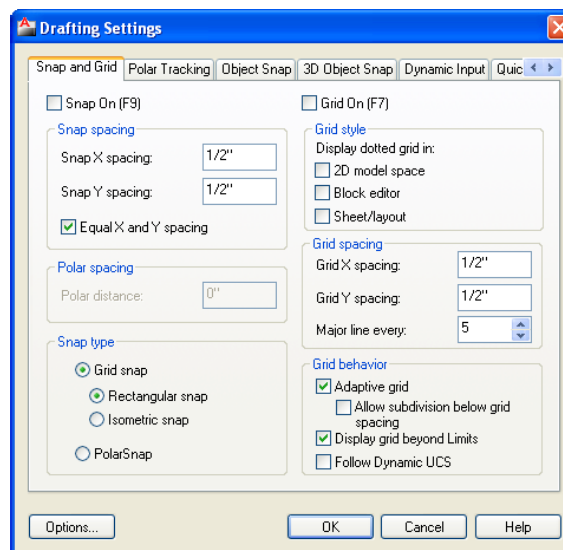 Drafting Settings
Snap and Grid Polar Tracking Object Snap 3D Object Snap Dynamic Input Quic
Snap On (F9)
Snap spacing
Snap X spacing: 1/2"
Snap Y spacing: 1/2"
Equal X and Y spacing
Polar spacing
Polar distance: 0"
Snap type
Grid snap
Rectangular snap
Isometric snap
PolarSnap
Grid On (F7)
Grid style
Display dotted grid in:
2D model space
Block editor
Sheet/layout
Grid spacing
Grid X spacing: 1/2"
Grid Y spacing: 1/2"
Major line every: 5
Grid behavior
Adaptive grid
Allow subdivision below grid
spacing
Display grid beyond Limits
Follow Dynamic UCS
Options... OK Cancel Help